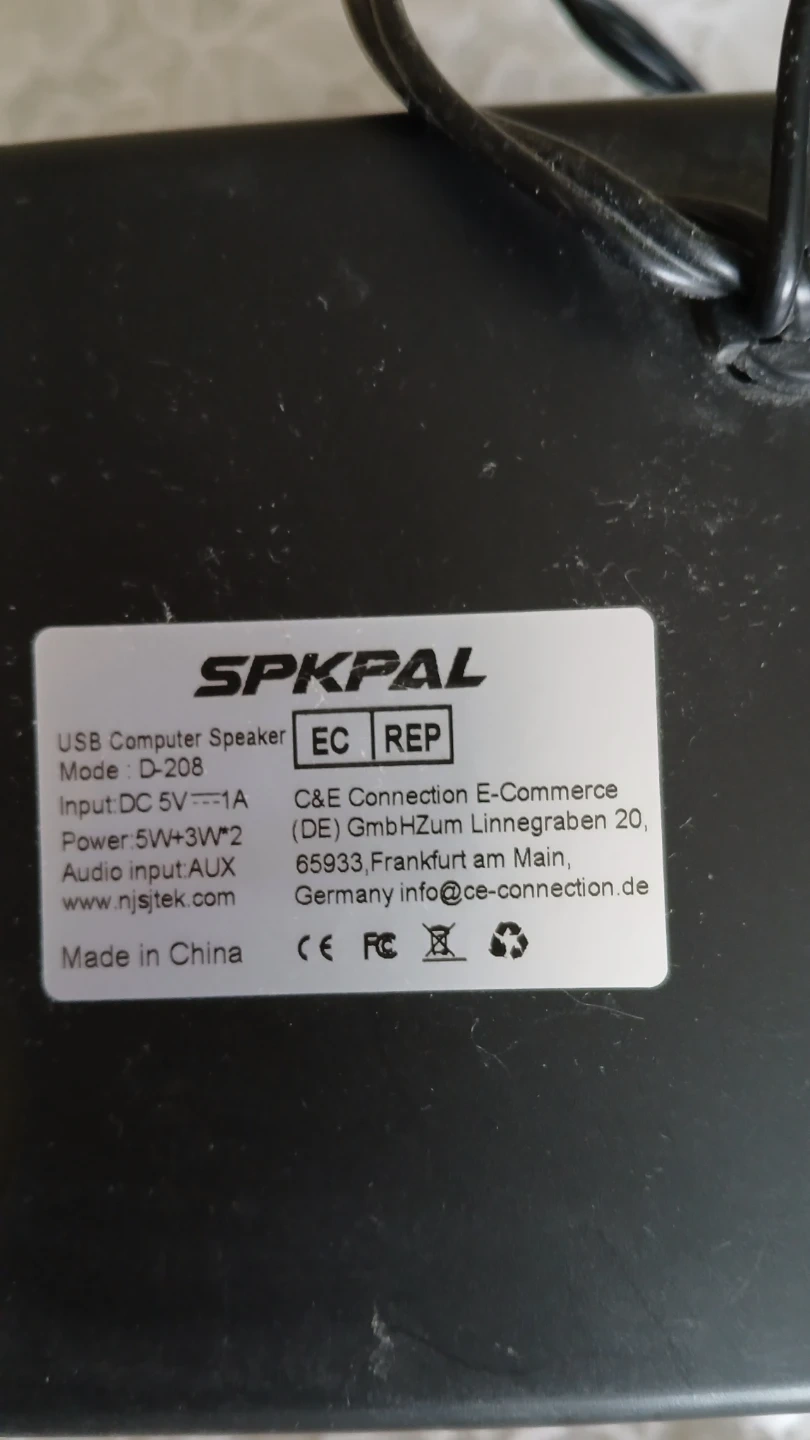 SPKPAL
USB Computer Speaker
Mode : D-208
Input:DC 5V⎓1A
Power:5W+3W*2
Audio input:AUX
www.njsjtek.com
Made in China
EC REP
C&E Connection E-Commerce
(DE) GmbHZum Linnegraben 20,
65933,Frankfurt am Main,
Germany info@ce-connection.de
CE FC